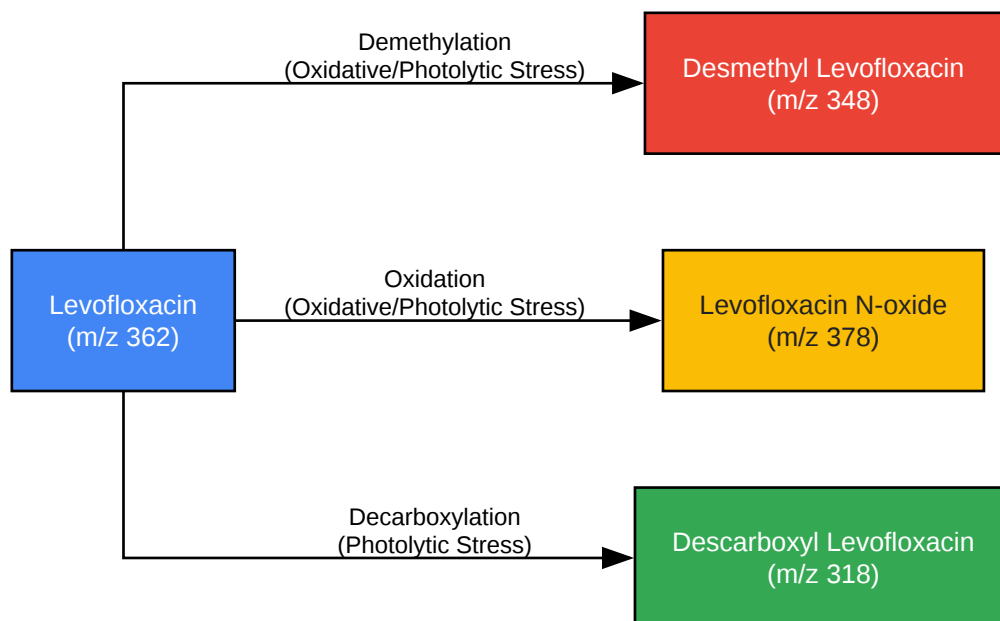 Demethylation
(Oxidative/Photolytic Stress)
Desmethyl Levofloxacin
(m/z 348)
Levofloxacin
(m/z 362)
Oxidation
(Oxidative/Photolytic Stress)
Levofloxacin N-oxide
(m/z 378)
Decarboxylation
(Photolytic Stress)
Descarboxyl Levofloxacin
(m/z 318)